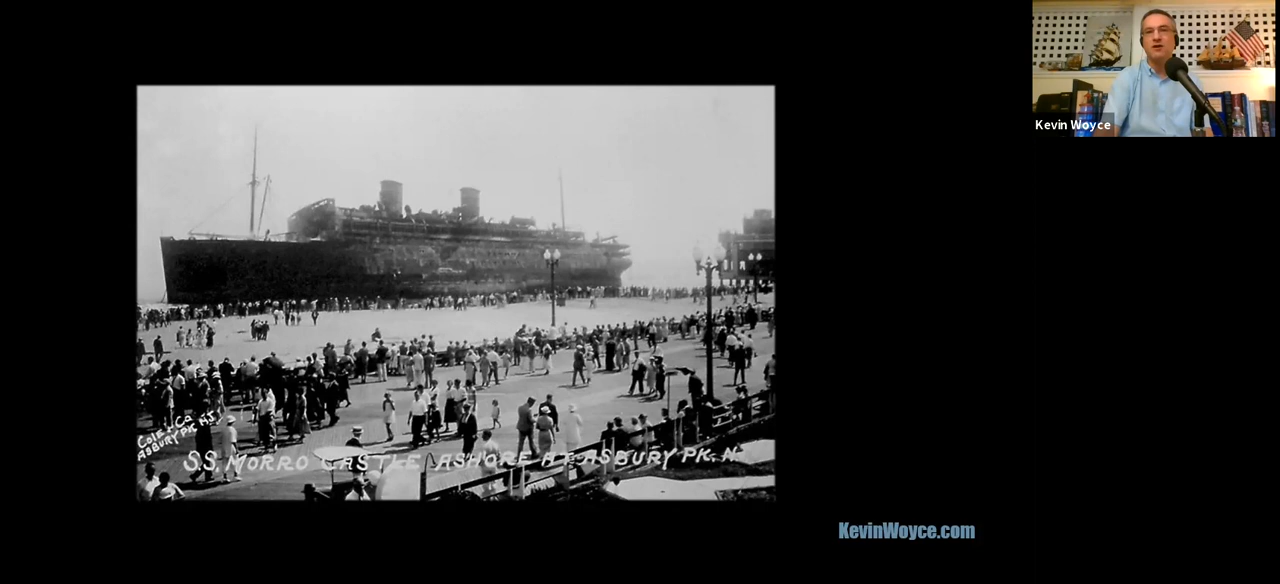 Kevin Woyce
Cole & Co
ASBURY PK. N.J.
S.S. MORRO CASTLE ASHORE AT ASBURY PK. N.
KevinWoyce.com